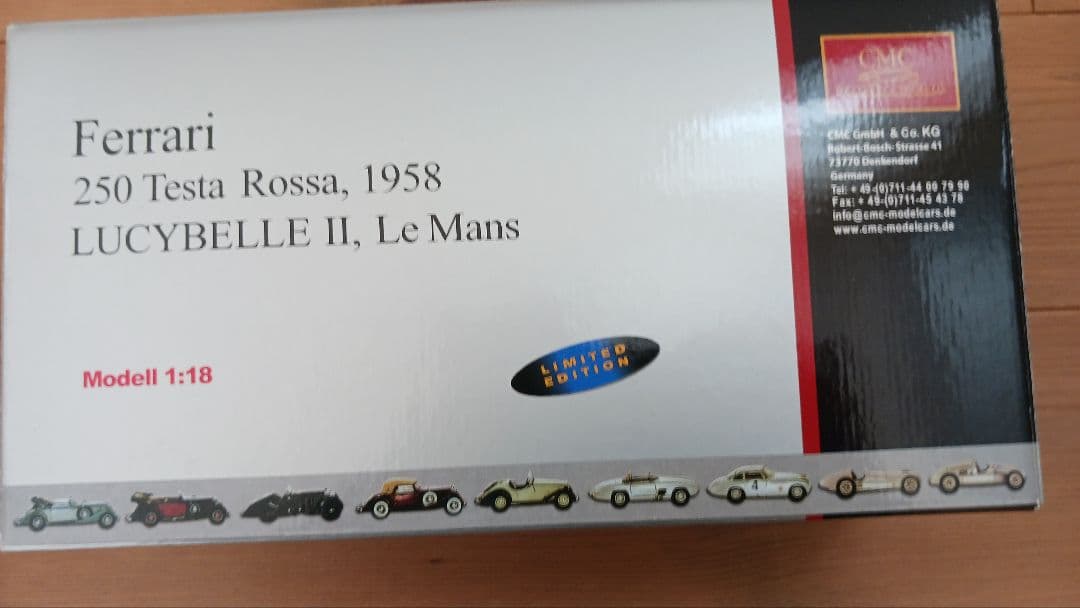 Ferrari
250 Testa Rossa, 1958
LUCYBELLE II, Le Mans
Modell 1:18
LIMITED
EDITION
CMC
CMC GmbH & Co. KG
Robert-Bosch-Strasse 41
73770 Denkendorf
Germany
Tel: + 49-(0)711-44 00 79 90
Fax: + 49-(0)711-45 43 78
info@cmc-modelcars.de
www.cmc-modelcars.de
4